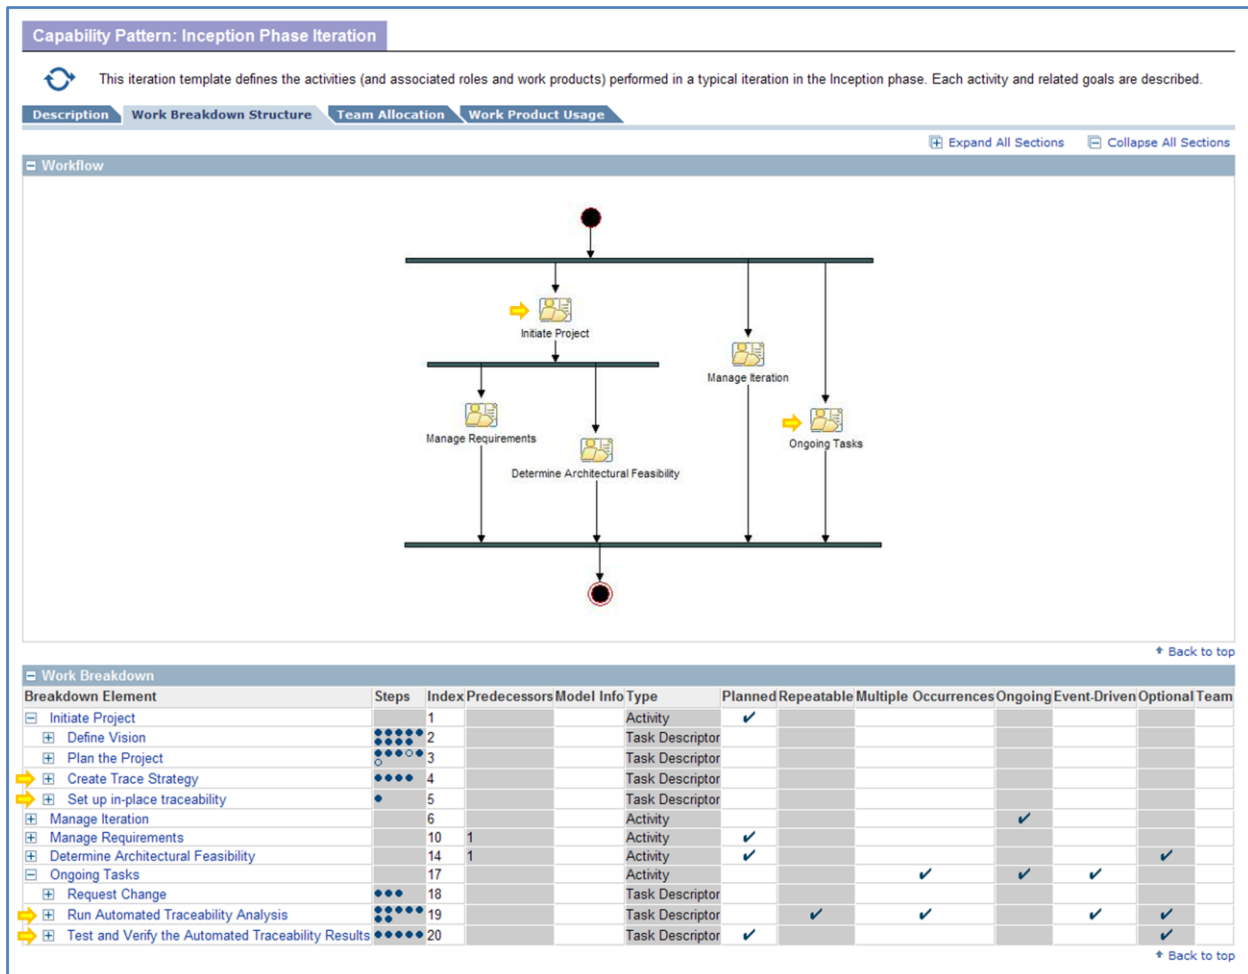 Capability Pattern: Inception Phase Iteration
This iteration template defines the activities (and associated roles and work products) performed in a typical iteration in the Inception phase. Each activity and related goals are described.
Description Work Breakdown Structure Team Allocation Work Product Usage
Expand All Sections Collapse All Sections
Workflow
Initiate Project
Manage Iteration
Manage Requirements
Ongoing Tasks
Determine Architectural Feasibility
Back to top
Work Breakdown
Breakdown Element Steps Index Predecessors Model Info Type Planned Repeatable Multiple Occurrences Ongoing Event-Driven Optional Team
Initiate Project 1 Activity ✔
Define Vision 2 Task Descriptor
Plan the Project 3 Task Descriptor
Create Trace Strategy 4 Task Descriptor
Set up in-place traceability 5 Task Descriptor
Manage Iteration 6 Activity ✔
Manage Requirements 10 1 Activity ✔
Determine Architectural Feasibility 14 1 Activity ✔ ✔
Ongoing Tasks 17 Activity ✔ ✔ ✔
Request Change 18 Task Descriptor
Run Automated Traceability Analysis 19 Task Descriptor ✔ ✔ ✔ ✔
Test and Verify the Automated Traceability Results 20 Task Descriptor ✔ ✔
Back to top